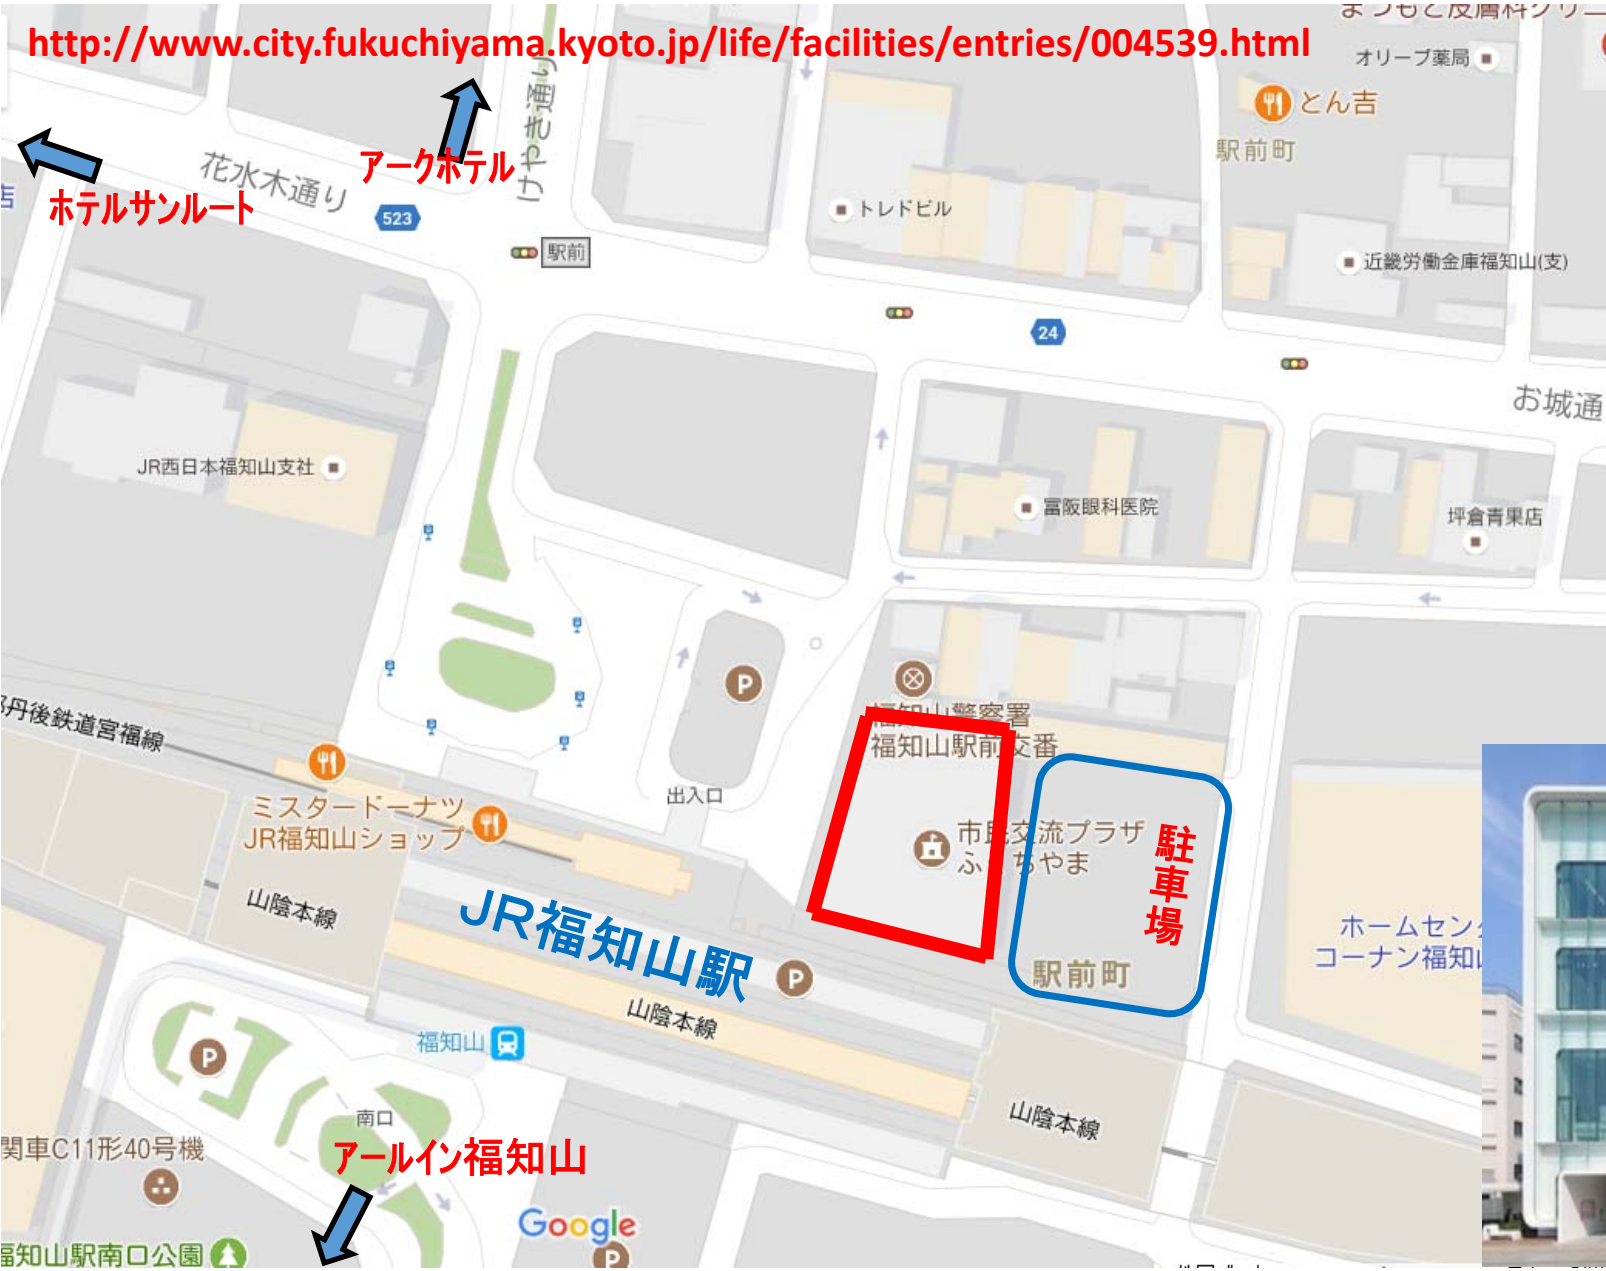 http://www.city.fukuchiyama.kyoto.jp/life/facilities/entries/004539.html
オリーブ薬局
とん吉
駅前町
けやき通り
アークホテル
花水木通り
ホテルサンルート
523
駅前
トレドビル
近畿労働金庫福知山(支)
24
お城通
JR西日本福知山支社
冨阪眼科医院
坪倉青果店
P
福知山警察署
福知山駅前交番
丹後鉄道宮福線
出入口
ミスタードーナツ
JR福知山ショップ
市民交流プラザ
ふくちやま
駐車場
山陰本線
JR福知山駅
P
駅前町
ホームセン
コーナン福知
山陰本線
福知山
P
南口
山陰本線
関車C11形40号機
アールイン福知山
Google
P
福知山駅南口公園